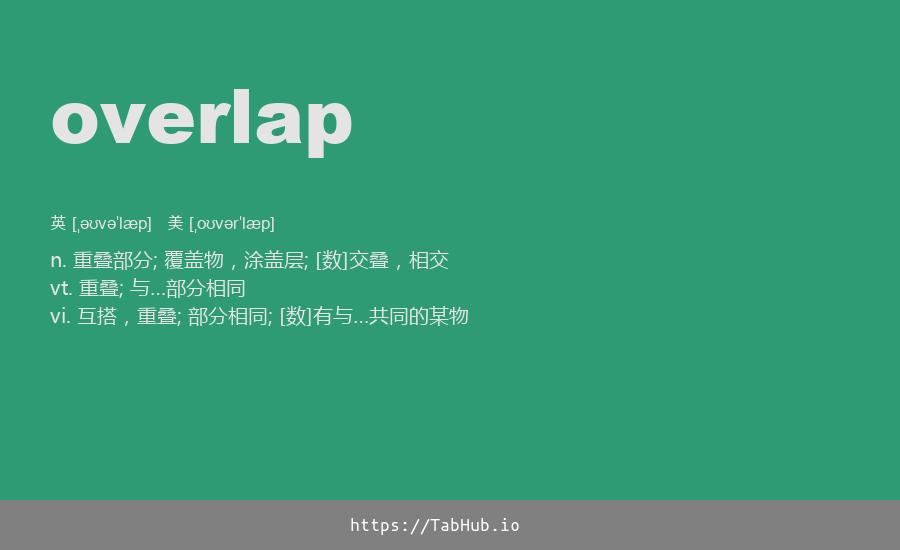 overlap
英 [ˌəʊvəˈlæp] 美 [ˌoʊvərˈlæp]
n. 重叠部分; 覆盖物，涂盖层; [数]交叠，相交
vt. 重叠; 与…部分相同
vi. 互搭，重叠; 部分相同; [数]有与…共同的某物
https://TabHub.io